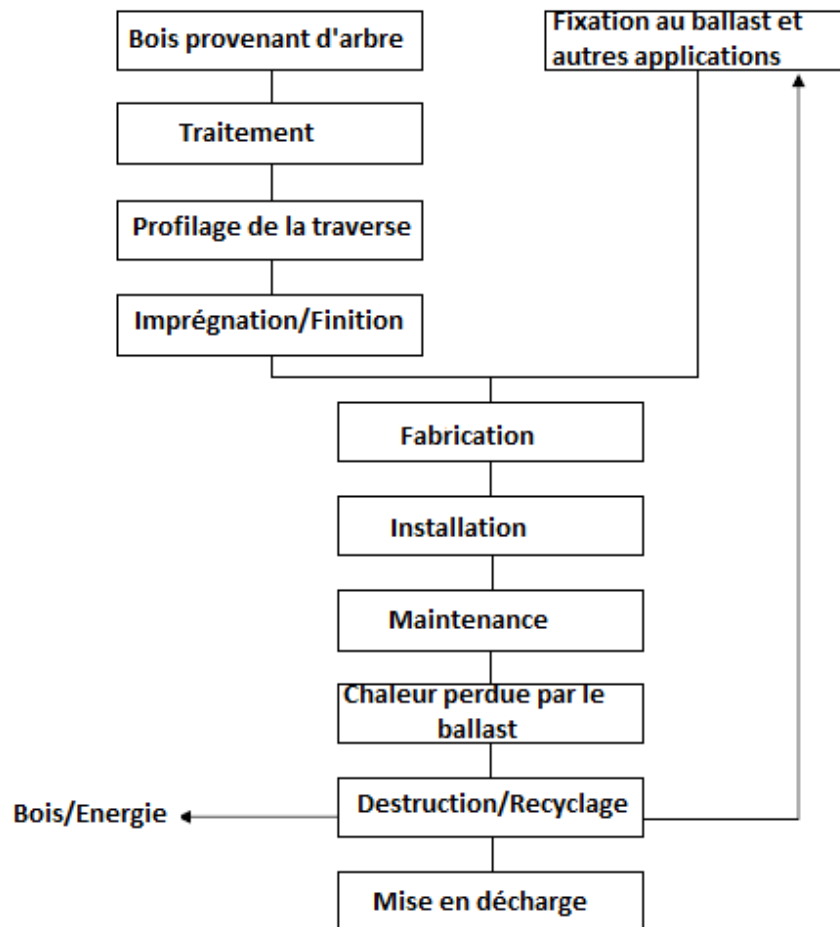 Bois provenant d'arbre
Fixation au ballast et
autres applications
Traitement
Profilage de la traverse
Imprégnation/Finition
Fabrication
Installation
Maintenance
Chaleur perdue par le
ballast
Destruction/Recyclage
Bois/Energie
Mise en décharge